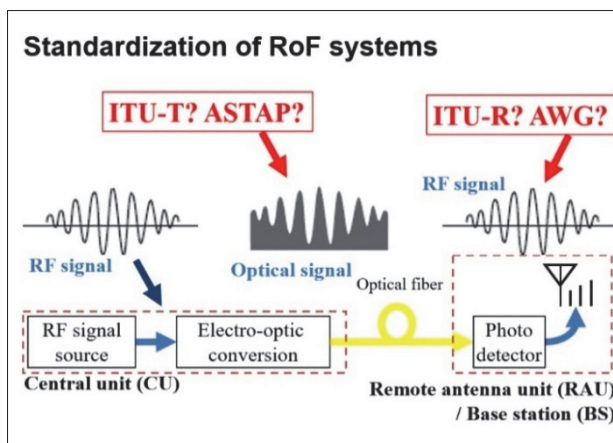 Standardization of RoF systems
ITU-T? ASTAP?
ITU-R? AWG?
RF signal
RF signal
Optical signal
Optical fiber
RF signal
source
Electro-optic
conversion
Photo
detector
Central unit (CU)
Remote antenna unit (RAU)
/ Base station (BS)